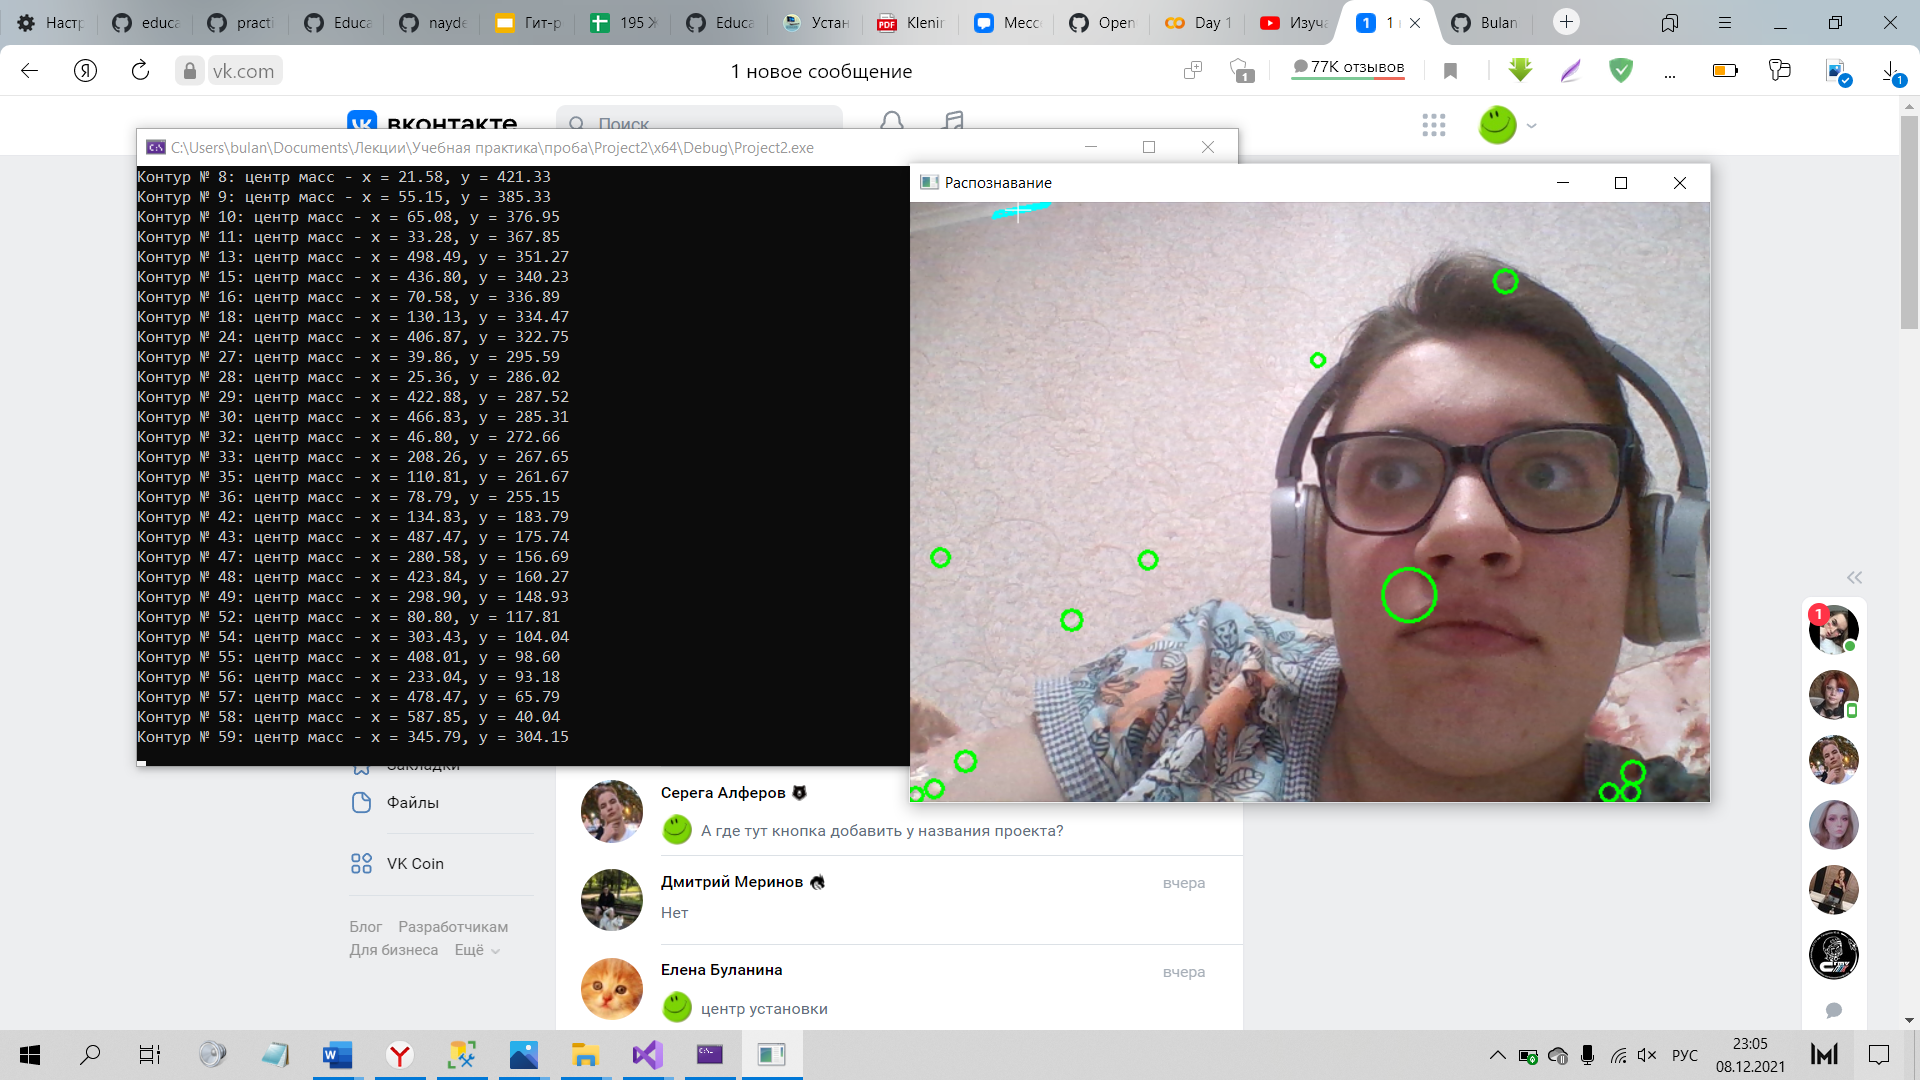 Настр
educa
practi
Educa
nayde
Гит-р
195 Ж
Educa
Устан
PDF Klenir
Месс
Open
Day 1
Изуча
1
Bulan
vk.com
1 новое сообщение
77K отзывов
вконтакте
Поиск
C:\Users\bulan\Documents\Лекции\Учебная практика\проба\Project2\x64\Debug\Project2.exe
Контур № 8: центр масс - x = 21.58, y = 421.33
Контур № 9: центр масс - x = 55.15, y = 385.33
Контур № 10: центр масс - x = 65.08, y = 376.95
Контур № 11: центр масс - x = 33.28, y = 367.85
Контур № 13: центр масс - x = 498.49, y = 351.27
Контур № 15: центр масс - x = 436.80, y = 340.23
Контур № 16: центр масс - x = 70.58, y = 336.89
Контур № 18: центр масс - x = 130.13, y = 334.47
Контур № 24: центр масс - x = 406.87, y = 322.75
Контур № 27: центр масс - x = 39.86, y = 295.59
Контур № 28: центр масс - x = 25.36, y = 286.02
Контур № 29: центр масс - x = 422.88, y = 287.52
Контур № 30: центр масс - x = 466.83, y = 285.31
Контур № 32: центр масс - x = 46.80, y = 272.66
Контур № 33: центр масс - x = 208.26, y = 267.65
Контур № 35: центр масс - x = 110.81, y = 261.67
Контур № 36: центр масс - x = 78.79, y = 255.15
Контур № 42: центр масс - x = 134.83, y = 183.79
Контур № 43: центр масс - x = 487.47, y = 175.74
Контур № 47: центр масс - x = 280.58, y = 156.69
Контур № 48: центр масс - x = 423.84, y = 160.27
Контур № 49: центр масс - x = 298.90, y = 148.93
Контур № 52: центр масс - x = 80.80, y = 117.81
Контур № 54: центр масс - x = 303.43, y = 104.04
Контур № 55: центр масс - x = 408.01, y = 98.60
Контур № 56: центр масс - x = 233.04, y = 93.18
Контур № 57: центр масс - x = 478.47, y = 65.79
Контур № 58: центр масс - x = 587.85, y = 40.04
Контур № 59: центр масс - x = 345.79, y = 304.15
Распознавание
Закладки
Файлы
VK Coin
Блог Разработчикам
Для бизнеса Ещё
Серега Алферов
А где тут кнопка добавить у названия проекта?
Дмитрий Меринов
вчера
Нет
Елена Буланина
вчера
центр установки
1
РУС
23:05
08.12.2021